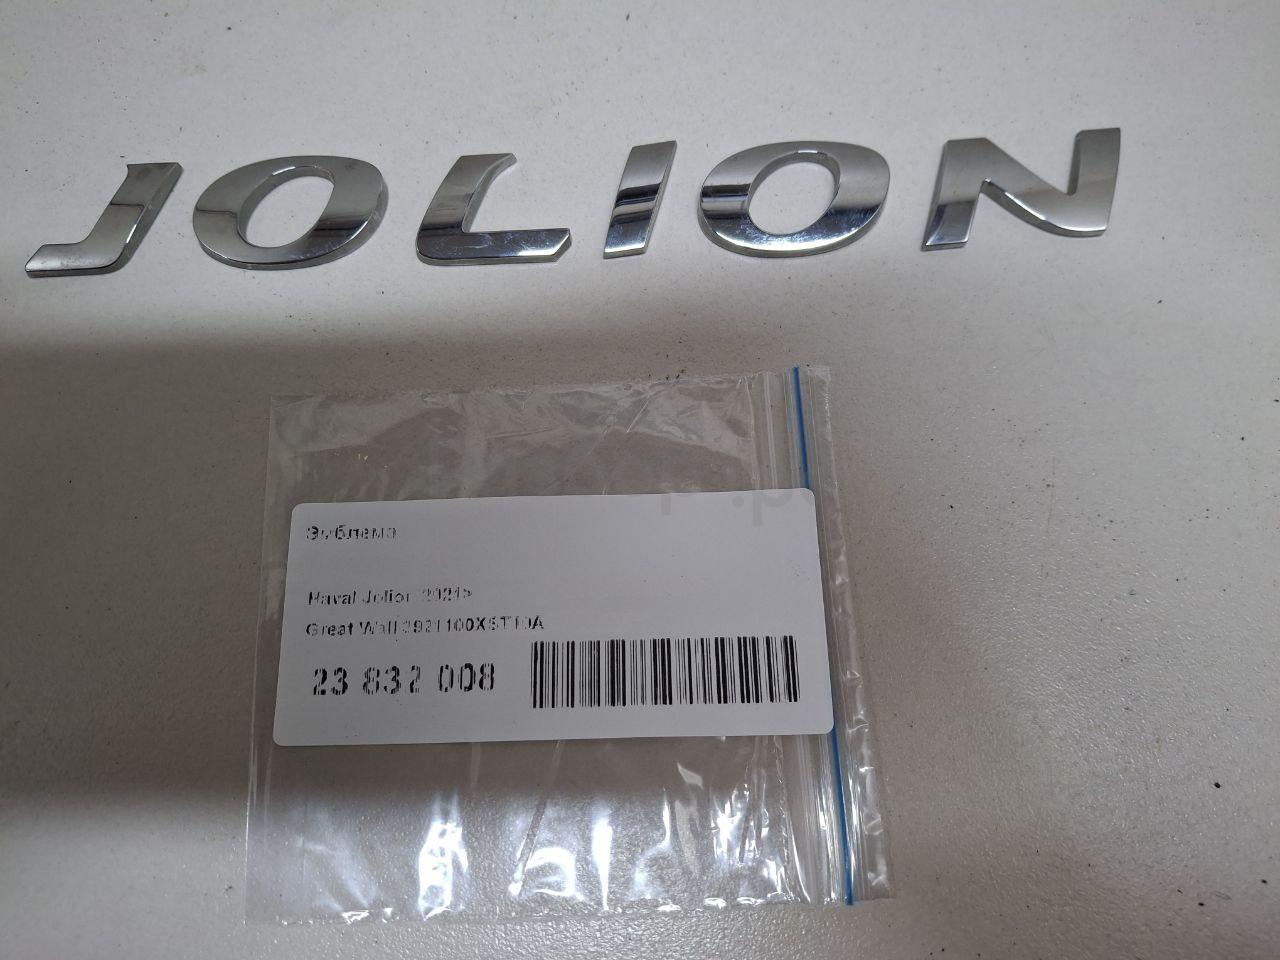 JOLION
Эмблема
Haval Jolion 2021>
Great Wall 3921100XST10A
23 832 008